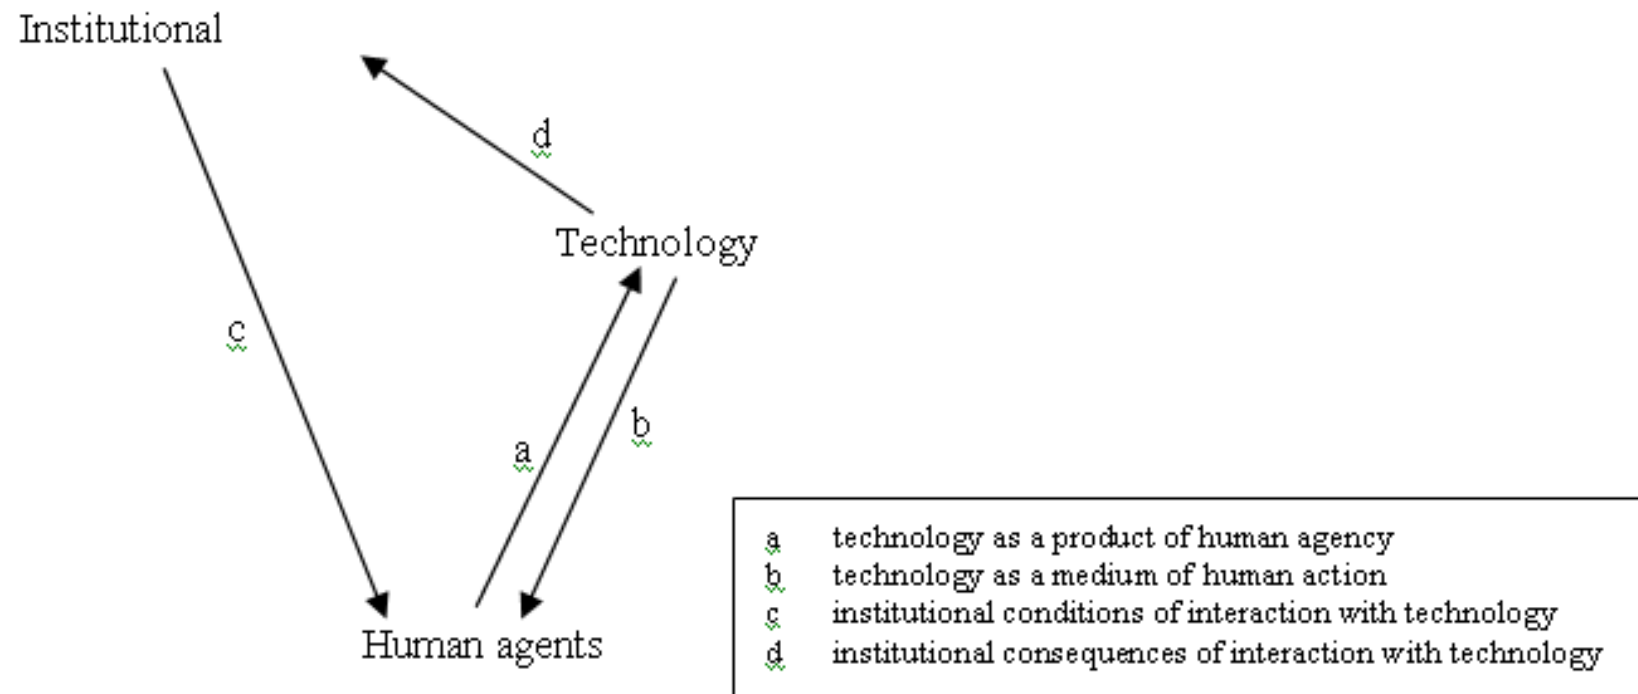 Institutional
d
Technology
c
b
a
Human agents
a technology as a product of human agency
b technology as a medium of human action
c institutional conditions of interaction with technology
d institutional consequences of interaction with technology